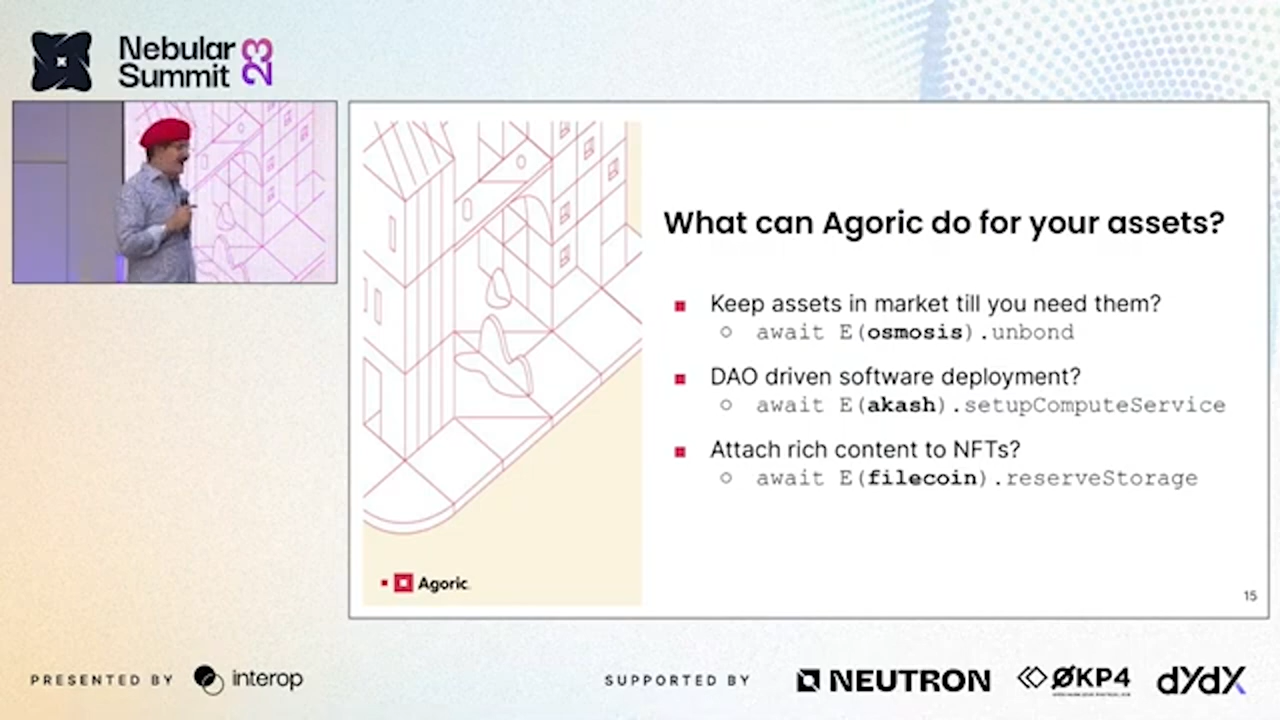 Nebular
Summit 23
What can Agoric do for your assets?
Keep assets in market till you need them?
await E(osmosis).unbond
DAO driven software deployment?
await E(akash).setupComputeService
Attach rich content to NFTs?
await E(filecoin).reserveStorage
Agoric
15
PRESENTED BY
interop
SUPPORTED BY
NEUTRON
ØKP4
dYdX